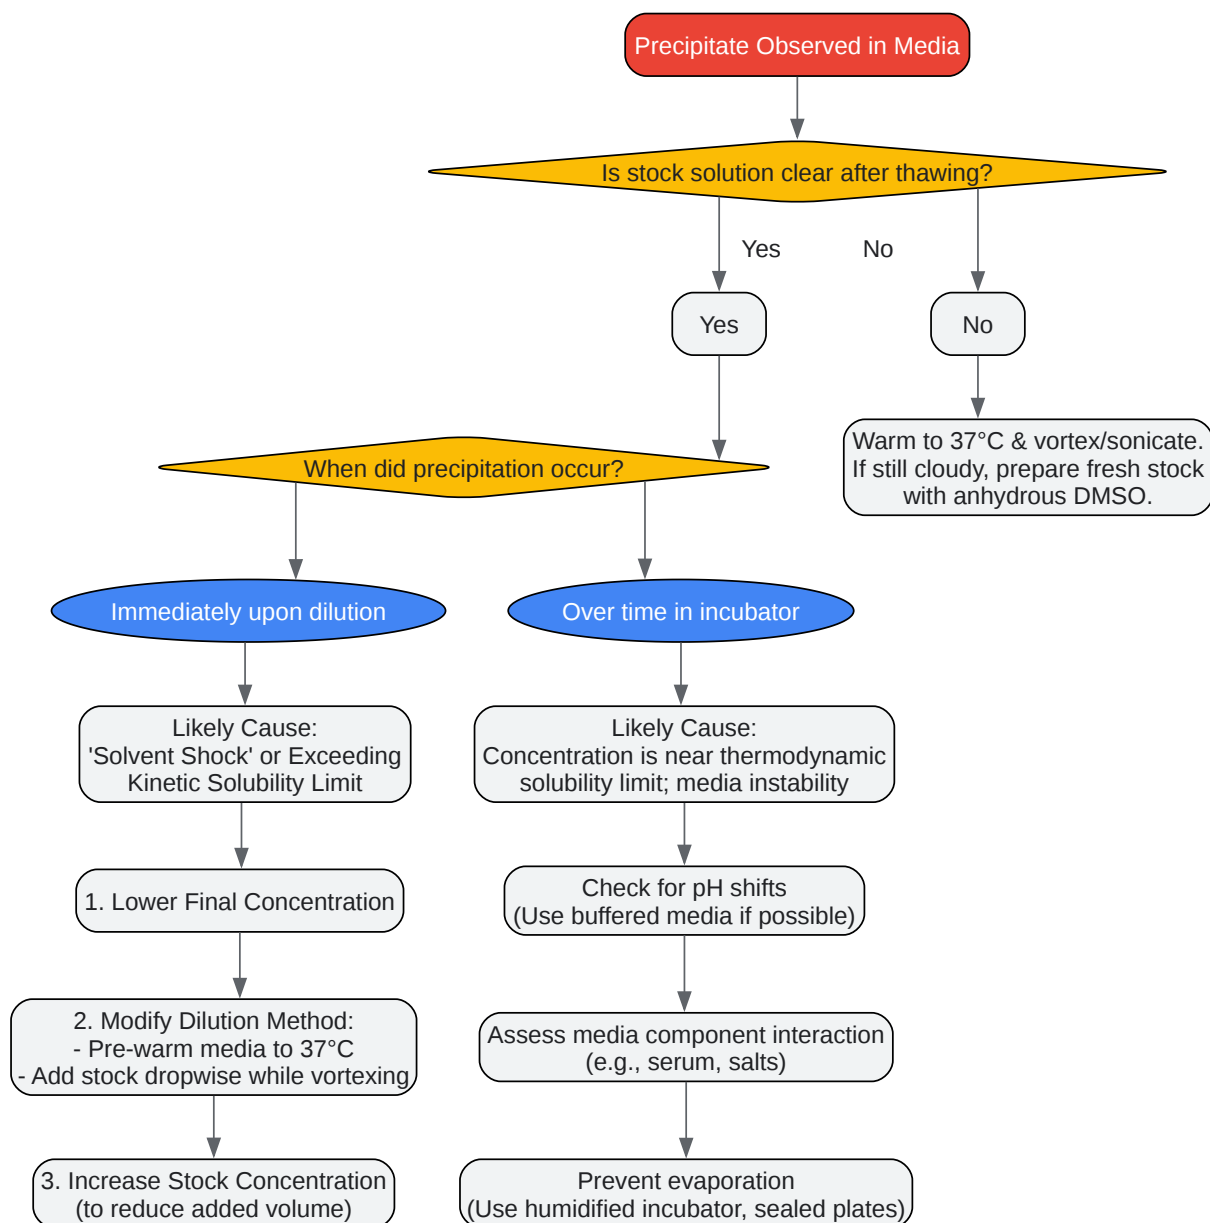 Precipitate Observed in Media
Is stock solution clear after thawing?
Yes
No
Yes
No
Warm to 37°C & vortex/sonicate.
If still cloudy, prepare fresh stock
with anhydrous DMSO.
When did precipitation occur?
Immediately upon dilution
Over time in incubator
Likely Cause:
'Solvent Shock' or Exceeding
Kinetic Solubility Limit
Likely Cause:
Concentration is near thermodynamic
solubility limit; media instability
1. Lower Final Concentration
Check for pH shifts
(Use buffered media if possible)
2. Modify Dilution Method:
- Pre-warm media to 37°C
- Add stock dropwise while vortexing
Assess media component interaction
(e.g., serum, salts)
3. Increase Stock Concentration
(to reduce added volume)
Prevent evaporation
(Use humidified incubator, sealed plates)